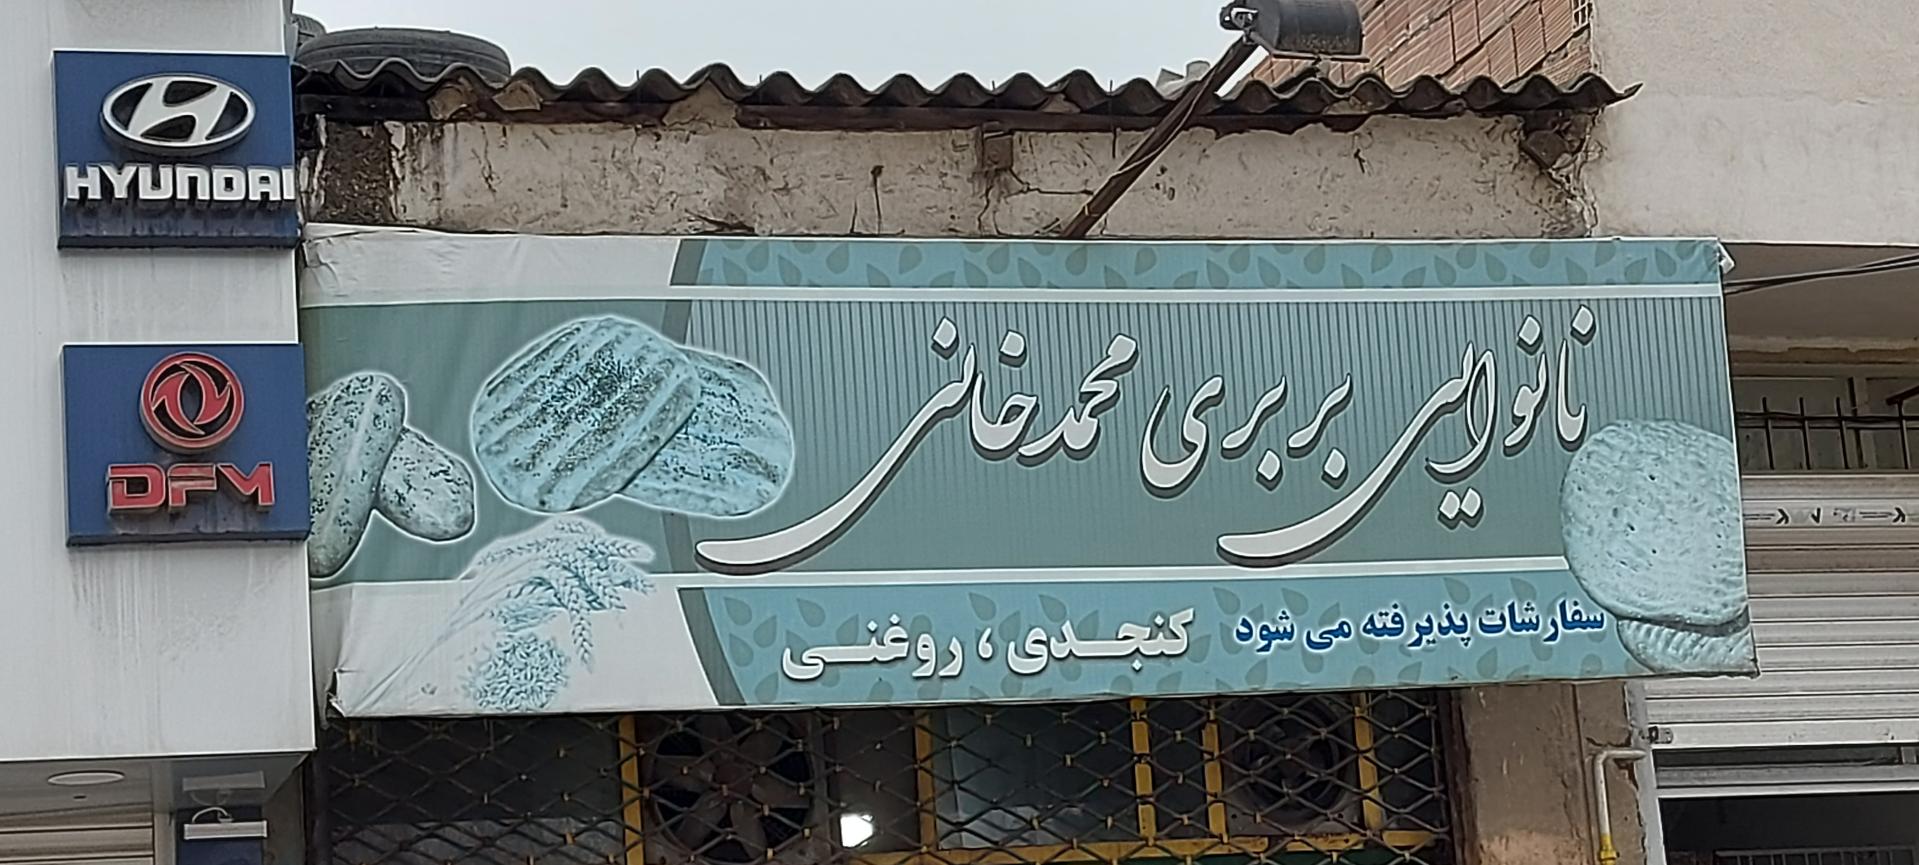 HYUNDAI
DFM
نانوایی بربری محمدخانی
سفارشات پذیرفته می شود
کنجدی ، روغنی